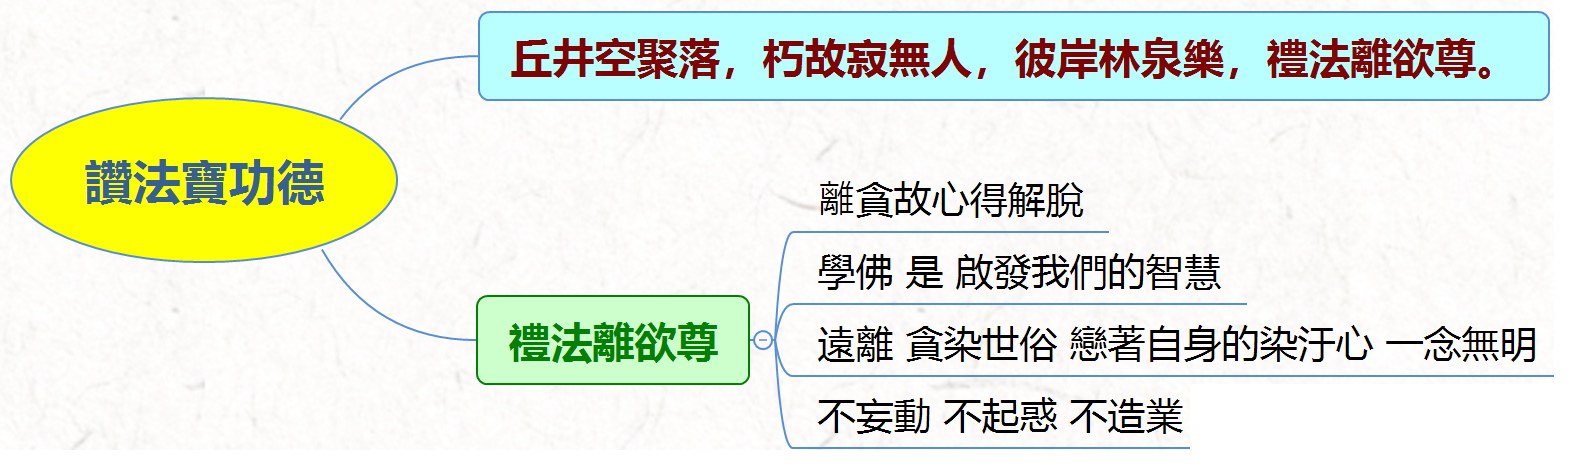 丘井空聚落，朽故寂無人，彼岸林泉樂，禮法離欲尊。
讚法寶功德
禮法離欲尊
離貪故心得解脫
學佛 是 啟發我們的智慧
遠離 貪染世俗 戀著自身的染汙心 一念無明
不妄動 不起惑 不造業